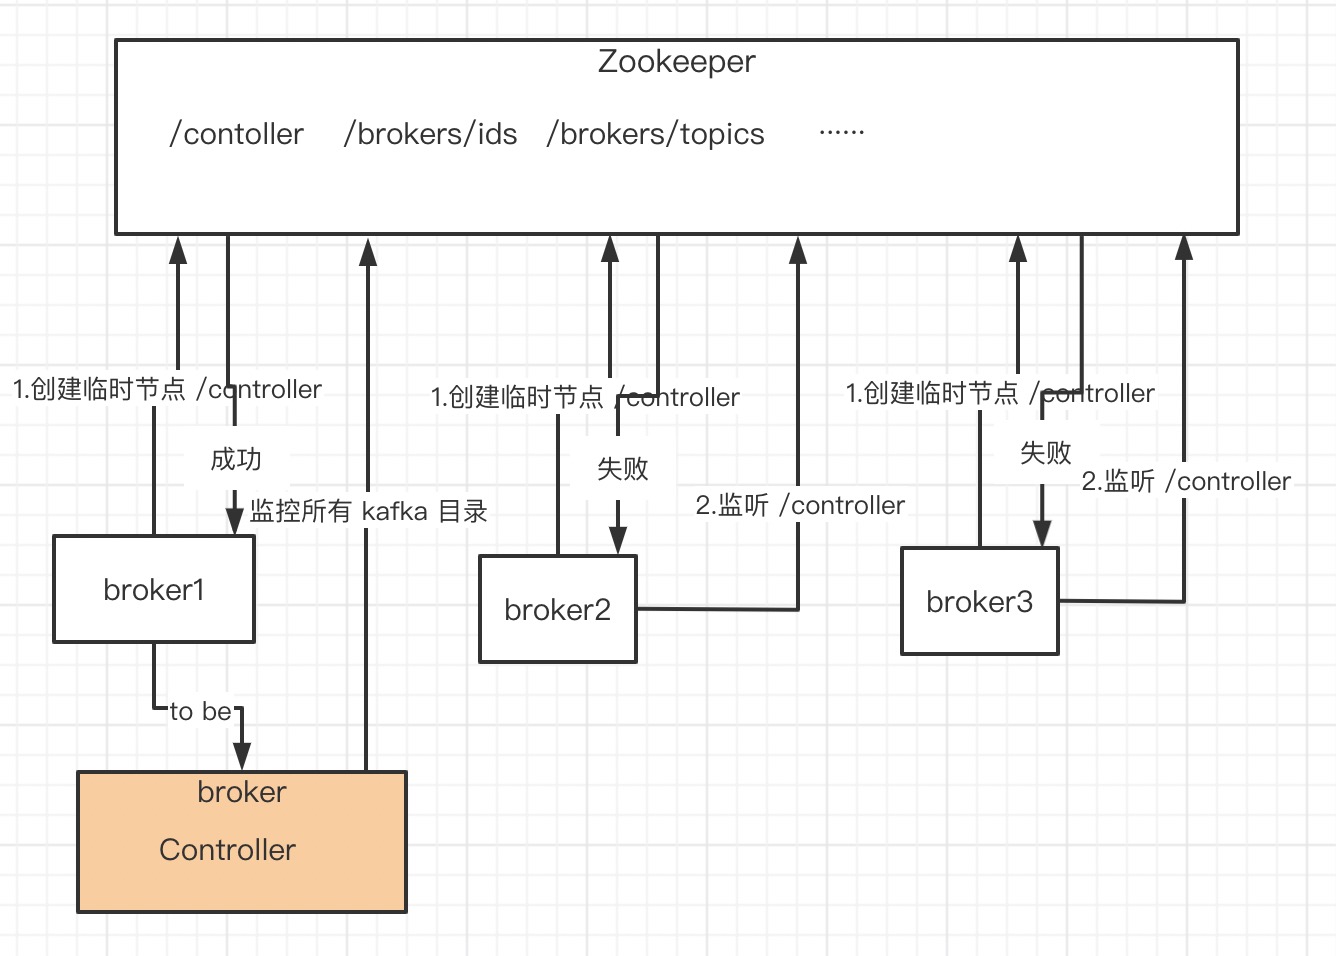 Zookeeper
/contoller /brokers/ids /brokers/topics ······
1.创建临时节点 /controller
成功
监控所有 kafka 目录
broker1
to be
broker
Controller
1.创建临时节点 /controller
失败
2.监听 /controller
broker2
1.创建临时节点 /controller
失败
2.监听 /controller
broker3